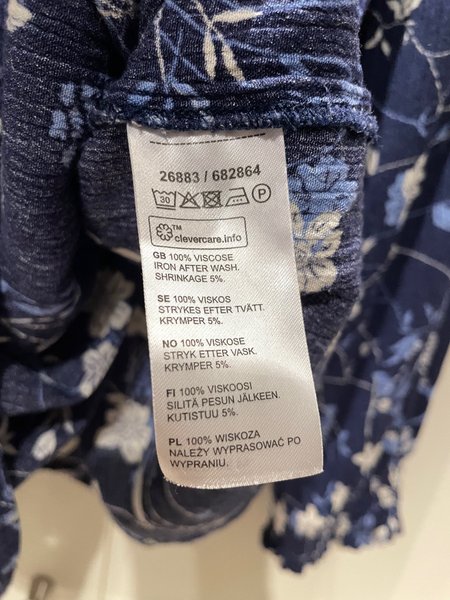 26883 / 682864
30 P
TM
clevercare.info
GB 100% VISCOSE
IRON AFTER WASH.
SHRINKAGE 5%.
SE 100% VISKOS
STRYKES EFTER TVÄTT.
KRYMPER 5%.
NO 100% VISKOSE
STRYK ETTER VASK.
KRYMPER 5%.
FI 100% VISKOOSI
SILITÄ PESUN JÄLKEEN.
KUTISTUU 5%.
PL 100% WISKOZA
NALEŻY WYPRASOWAĆ PO
WYPRANIU.